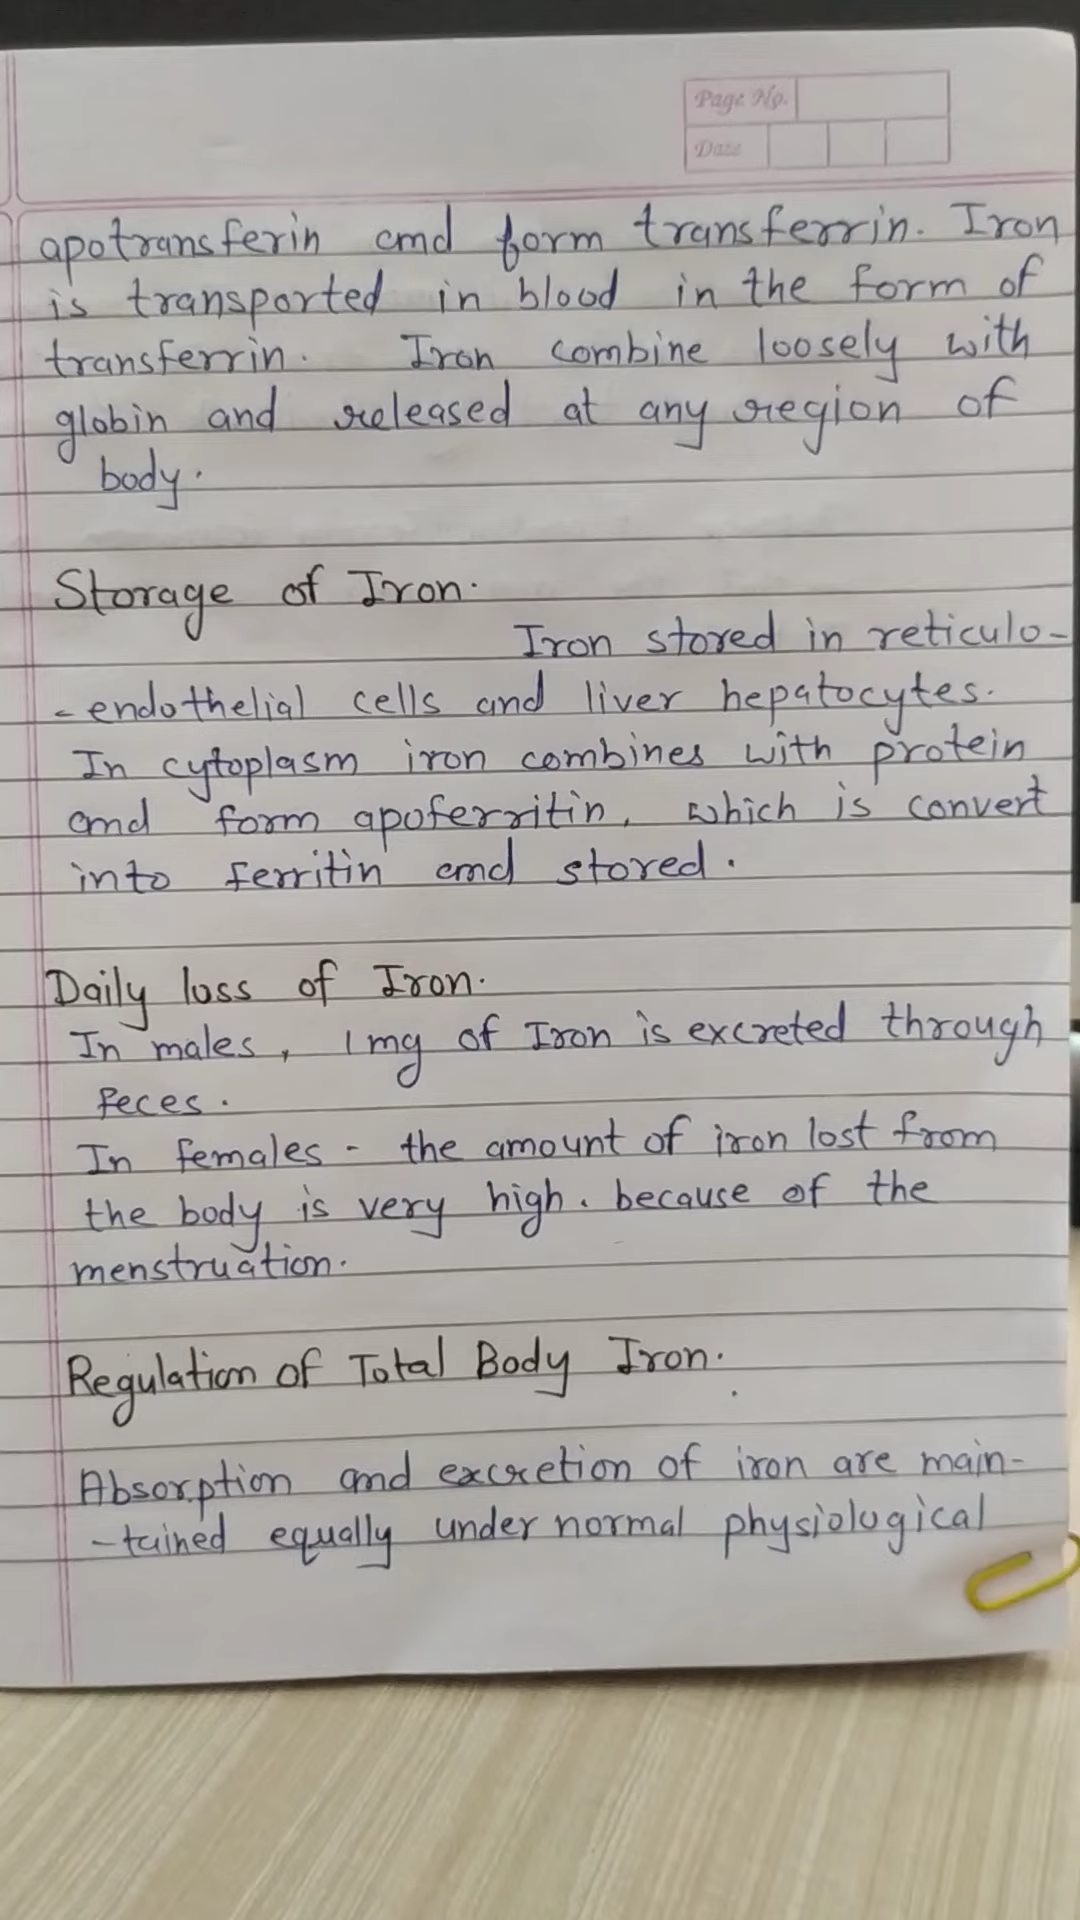 Page No.
Date
apotransferin and form transferrin. Iron
is transported in blood in the form of
transferrin. Iron combine loosely with
globin and released at any region of
body.
Storage of Iron.
Iron stored in reticulo-
-endothelial cells and liver hepatocytes.
In cytoplasm iron combines with protein
and form apoferritin, which is convert
into ferritin and stored.
Daily loss of Iron.
In males, 1mg of Iron is excreted through
feces.
In females - the amount of iron lost from
the body is very high. because of the
menstruation.
Regulation of Total Body Iron.
Absorption and excretion of iron are main-
-tained equally under normal physiological